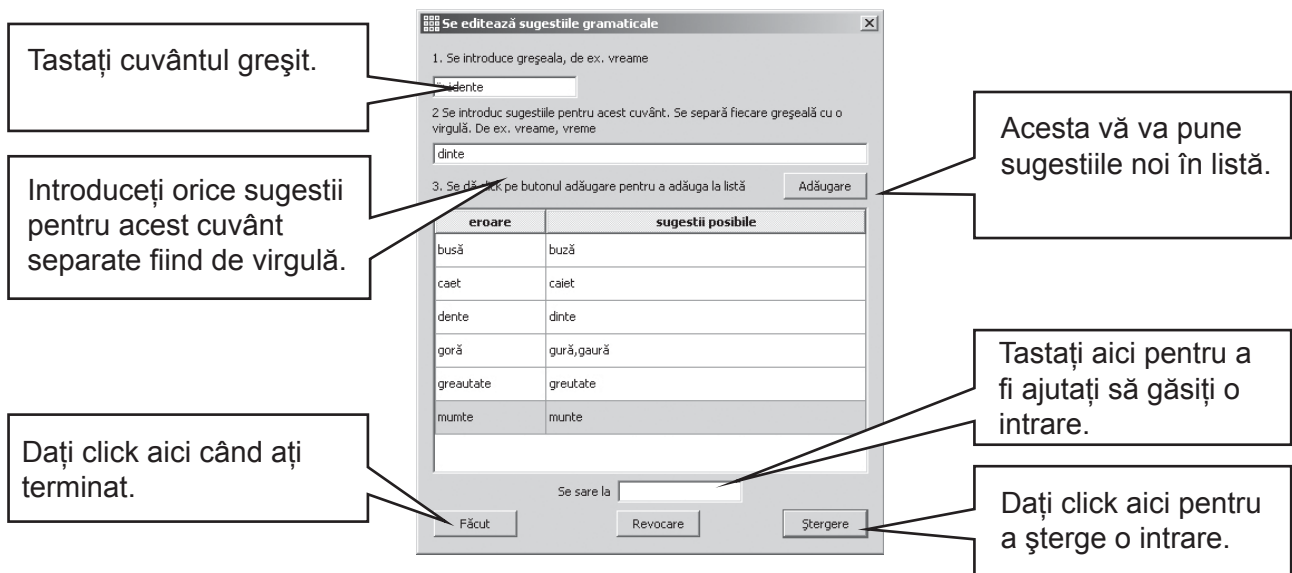 Se editează sugestiile gramaticale
Tastați cuvântul greşit.
1. Se introduce greşeala, de ex. vreame
2 Se introduc sugestiile pentru acest cuvânt. Se separă fiecare greşeală cu o
virgulă. De ex. vreame, vreme
dinte
Introduceți orice sugestii
pentru acest cuvânt
separate fiind de virgulă.
Acesta vă va pune
sugestiile noi în listă.
3. Se dă click pe butonul adăugare pentru a adăuga la listă
Adăugare
eroare sugestii posibile
busă buză
caet caiet
dente dinte
goră gură,gaură
greautate greutate
mumte munte
Tastați aici pentru a
fi ajutați să găsiți o
intrare.
Se sare la
Dați click aici când ați
terminat.
Făcut Revocare Ştergere
Dați click aici pentru
a şterge o intrare.